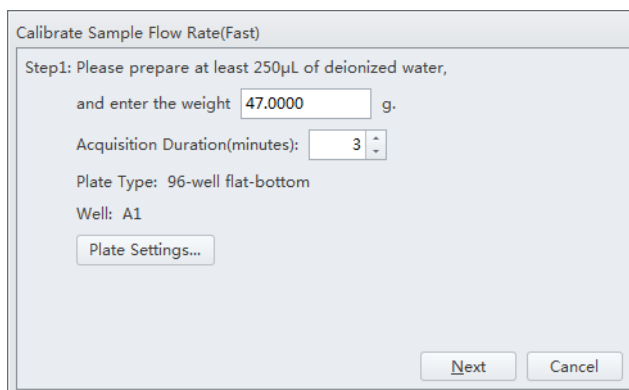 Calibrate Sample Flow Rate(Fast)
Step1: Please prepare at least 250μL of deionized water,
and enter the weight 47.0000 g.
Acquisition Duration(minutes): 3
Plate Type: 96-well flat-bottom
Well: A1
Plate Settings...
Next Cancel